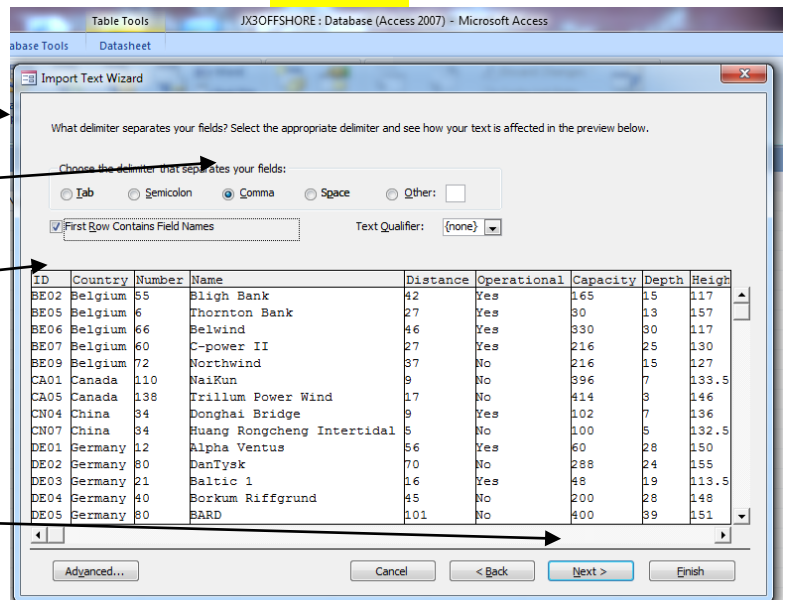 Table Tools JX3OFFSHORE : Database (Access 2007) - Microsoft Access
abase Tools Datasheet
Import Text Wizard
What delimiter separates your fields? Select the appropriate delimiter and see how your text is affected in the preview below.
Choose the delimiter that separates your fields:
Tab Semicolon Comma Space Other:
First Row Contains Field Names Text Qualifier: {none}
ID Country Number Name Distance Operational Capacity Depth Heigh
BE02 Belgium 55 Bligh Bank 42 Yes 165 15 117
BE05 Belgium 6 Thornton Bank 27 Yes 30 13 157
BE06 Belgium 66 Belwind 46 Yes 330 30 117
BE07 Belgium 60 C-power II 27 Yes 216 25 130
BE09 Belgium 72 Northwind 37 No 216 15 127
CA01 Canada 110 NaiKun 9 No 396 7 133.5
CA05 Canada 138 Trillum Power Wind 17 No 414 3 146
CN04 China 34 Donghai Bridge 9 Yes 102 7 136
CN07 China 34 Huang Rongcheng Intertidal 5 No 100 5 132.5
DE01 Germany 12 Alpha Ventus 56 Yes 60 28 150
DE02 Germany 80 DanTysk 70 No 288 24 155
DE03 Germany 21 Baltic 1 16 Yes 48 19 113.5
DE04 Germany 40 Borkum Riffgrund 45 No 200 28 148
DE05 Germany 80 BARD 101 No 400 39 151
Advanced... Cancel < Back Next > Finish